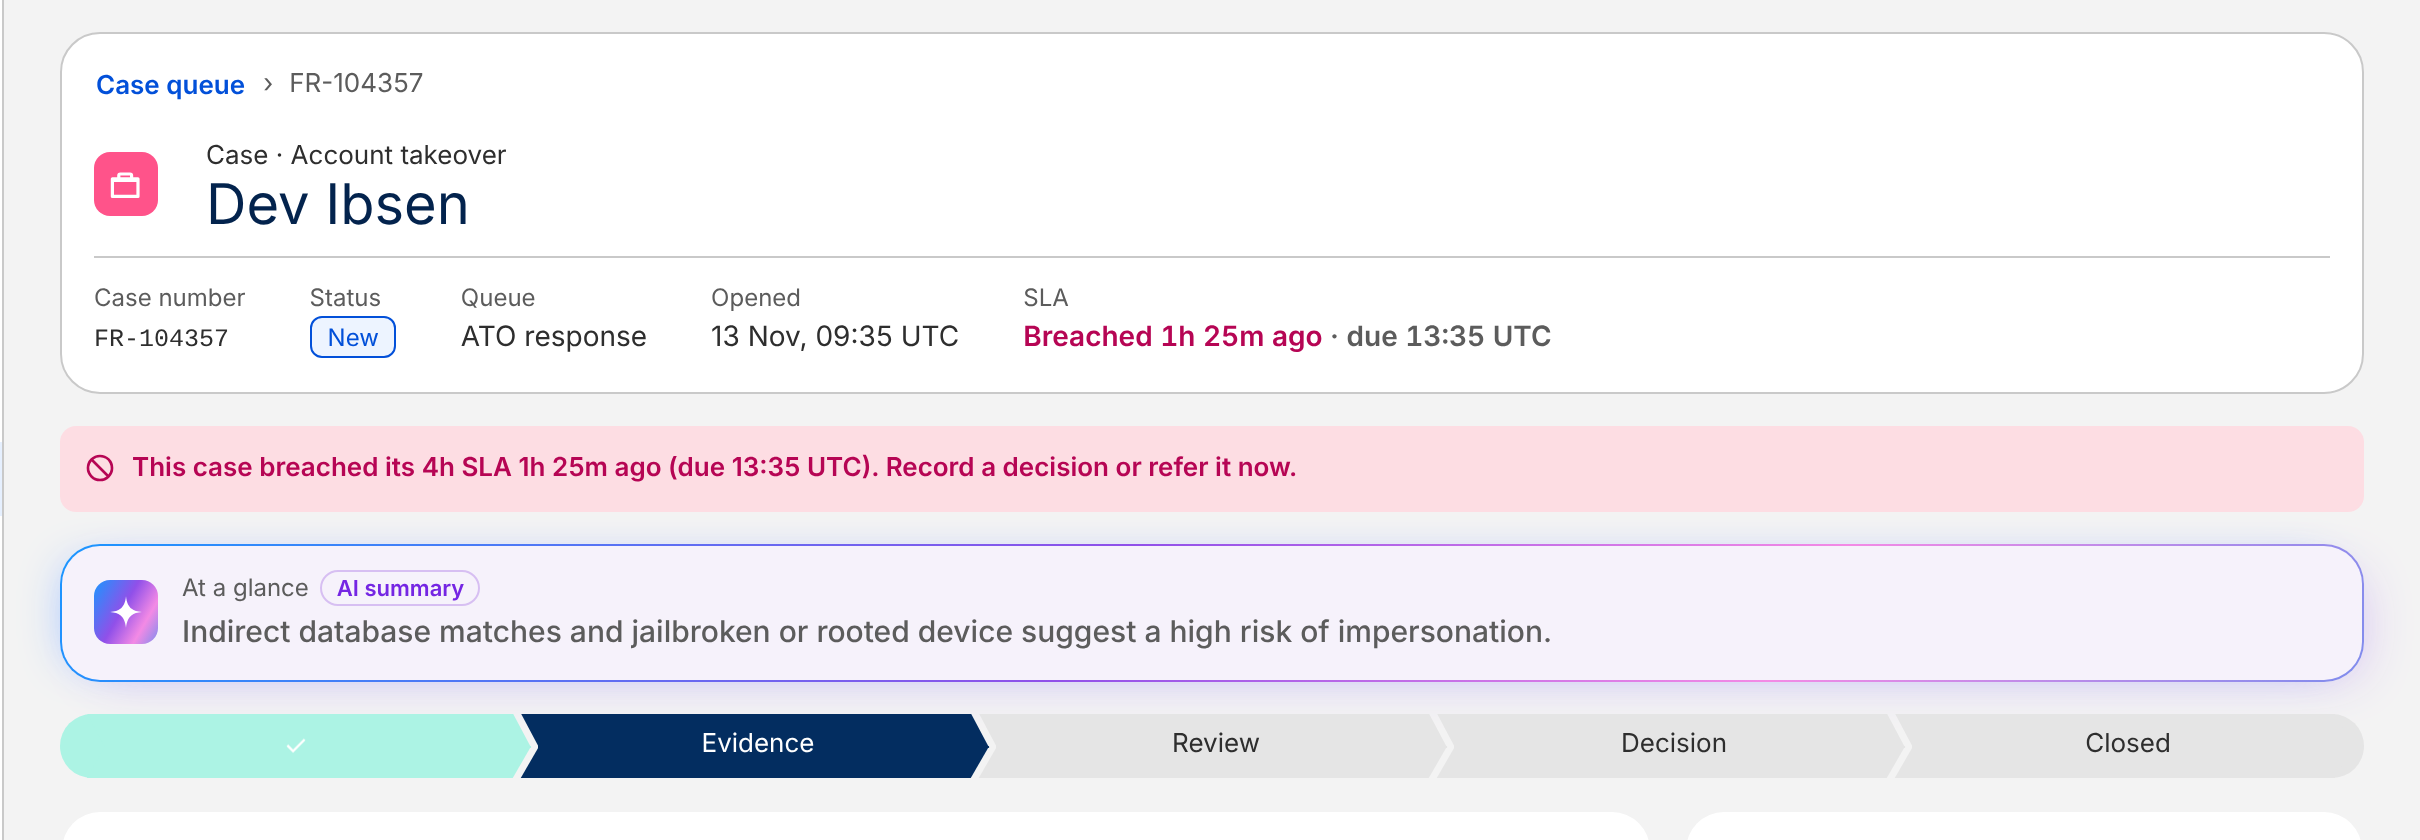 Case queue › FR-104357
Case · Account takeover
Dev Ibsen
Case number
FR-104357
Status
New
Queue
ATO response
Opened
13 Nov, 09:35 UTC
SLA
Breached 1h 25m ago · due 13:35 UTC
This case breached its 4h SLA 1h 25m ago (due 13:35 UTC). Record a decision or refer it now.
At a glance AI summary
Indirect database matches and jailbroken or rooted device suggest a high risk of impersonation.
Evidence
Review
Decision
Closed